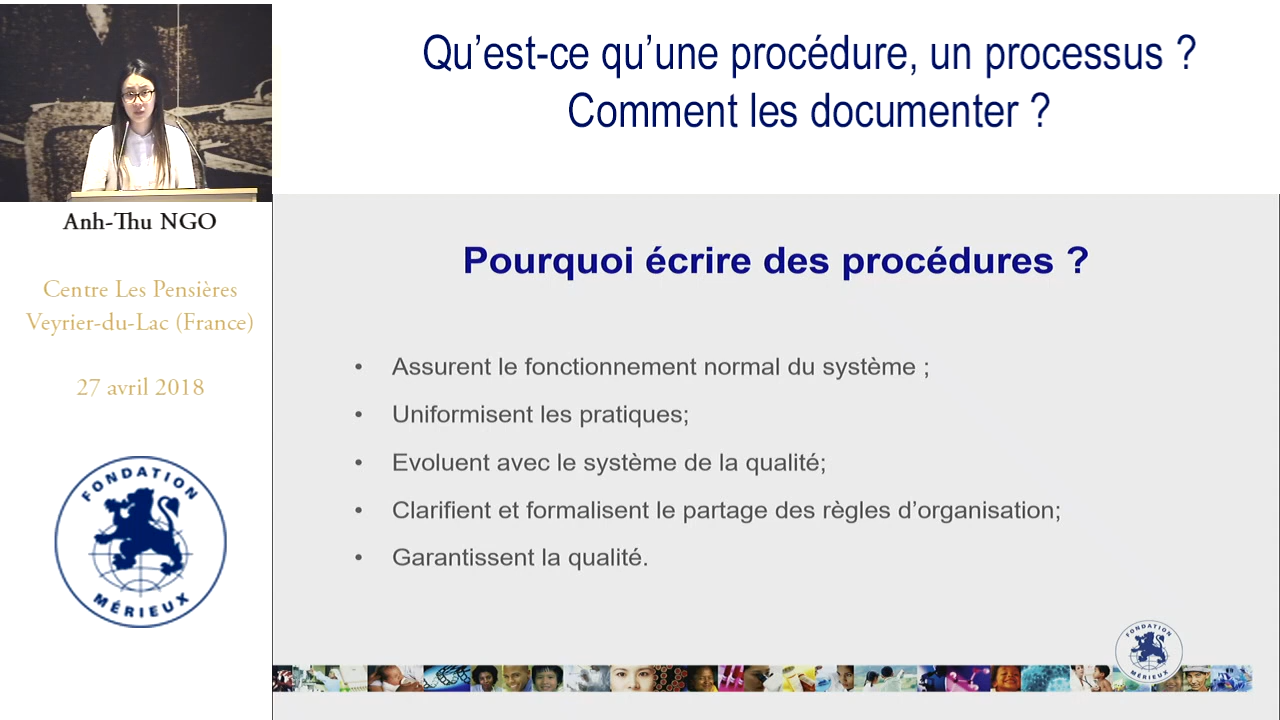 Qu’est-ce qu’une procédure, un processus ?
Comment les documenter ?
Anh-Thu NGO
Centre Les Pensières
Veyrier-du-Lac (France)
27 avril 2018
FONDATION
MÉRIEUX
Pourquoi écrire des procédures ?
• Assurent le fonctionnement normal du système ;
• Uniformisent les pratiques;
• Evoluent avec le système de la qualité;
• Clarifient et formalisent le partage des règles d’organisation;
• Garantissent la qualité.
FONDATION
MÉRIEUX